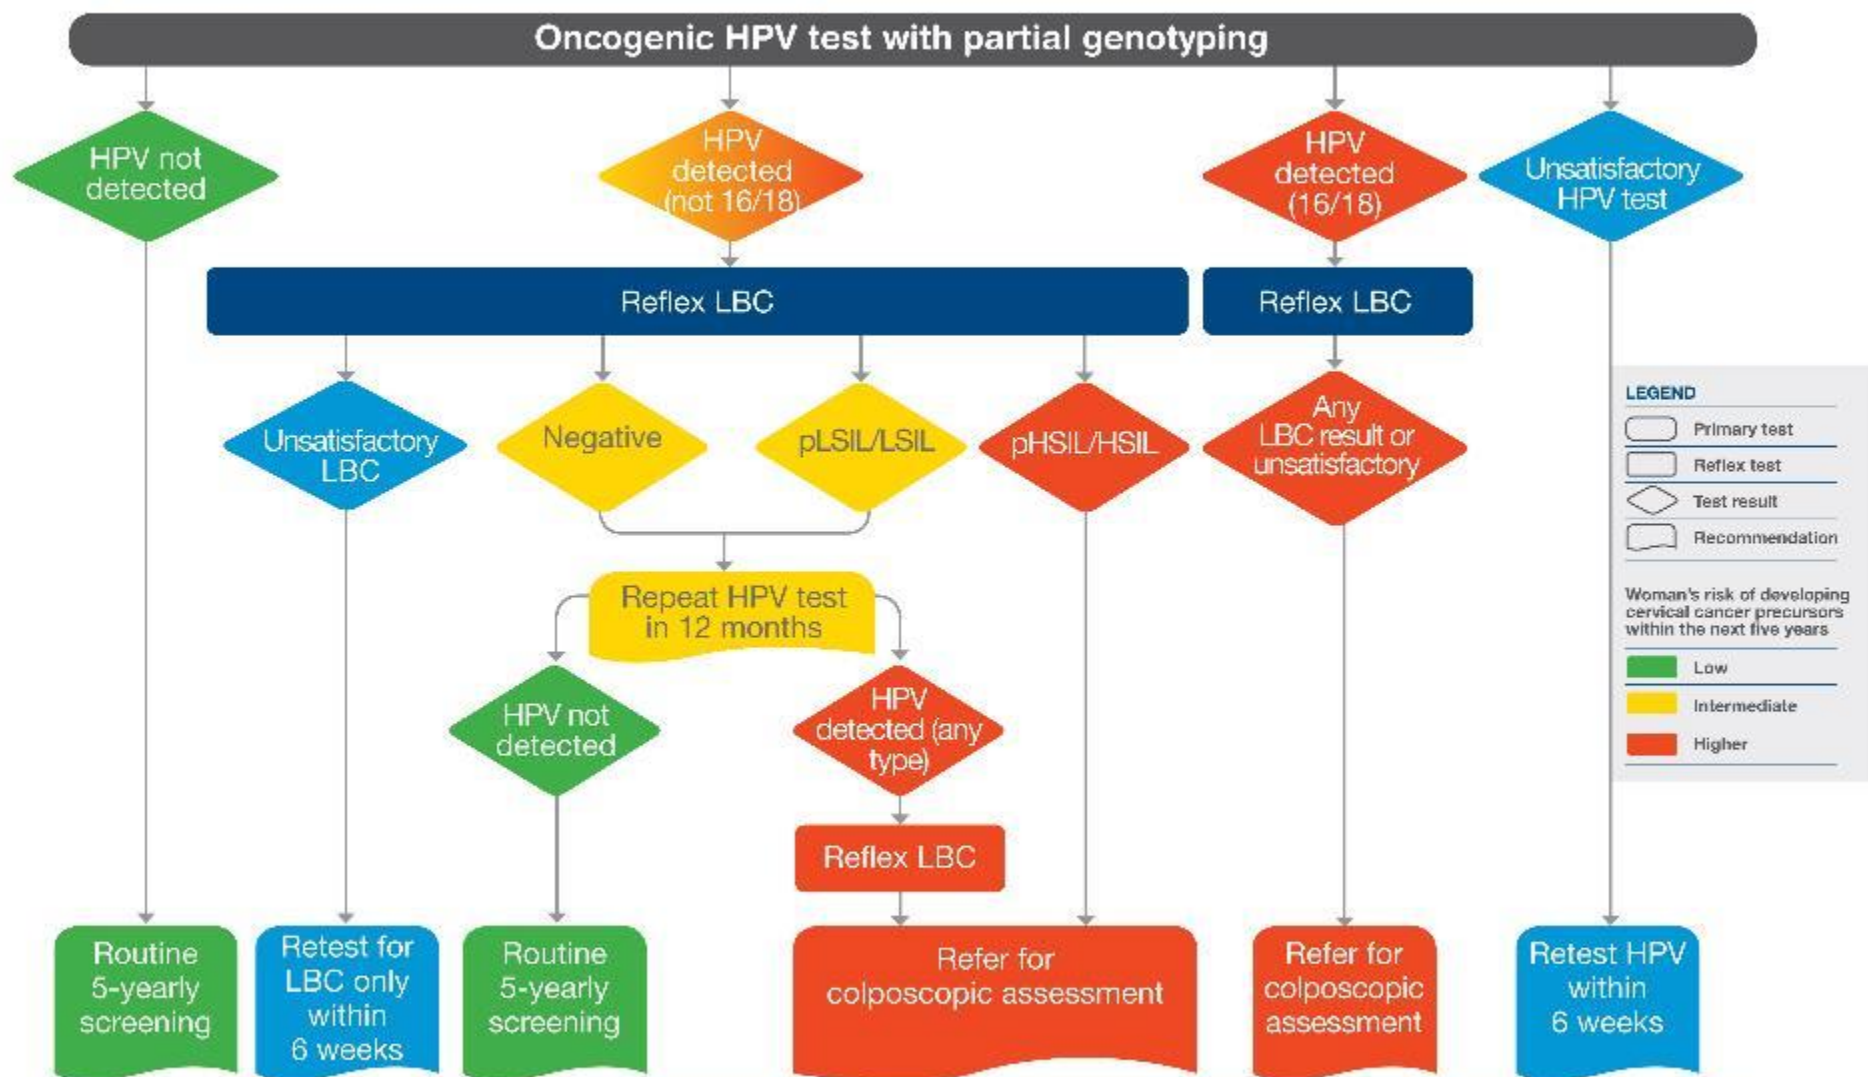 Oncogenic HPV test with partial genotyping
HPV not
detected
HPV
detected
(not 16/18)
HPV
detected
(16/18)
Unsatisfactory
HPV test
Reflex LBC
Reflex LBC
Unsatisfactory
LBC
Negative
pLSIL/LSIL
pHSIL/HSIL
Any
LBC result or
unsatisfactory
Repeat HPV test
in 12 months
HPV not
detected
HPV
detected (any
type)
Reflex LBC
Routine
5-yearly
screening
Retest for
LBC only
within
6 weeks
Routine
5-yearly
screening
Refer for
colposcopic assessment
Refer for
colposcopic
assessment
Retest HPV
within
6 weeks
LEGEND
Primary test
Reflex test
Test result
Recommendation
Woman's risk of developing
cervical cancer precursors
within the next five years
Low
Intermediate
Higher